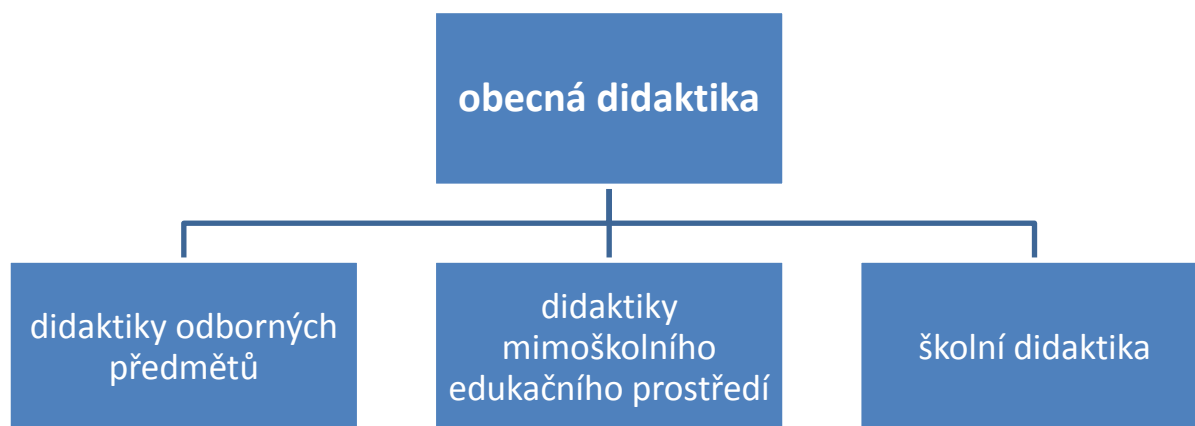 obecná didaktika
didaktiky odborných
předmětů
didaktiky
mimoškolního
edukačního prostředí
školní didaktika